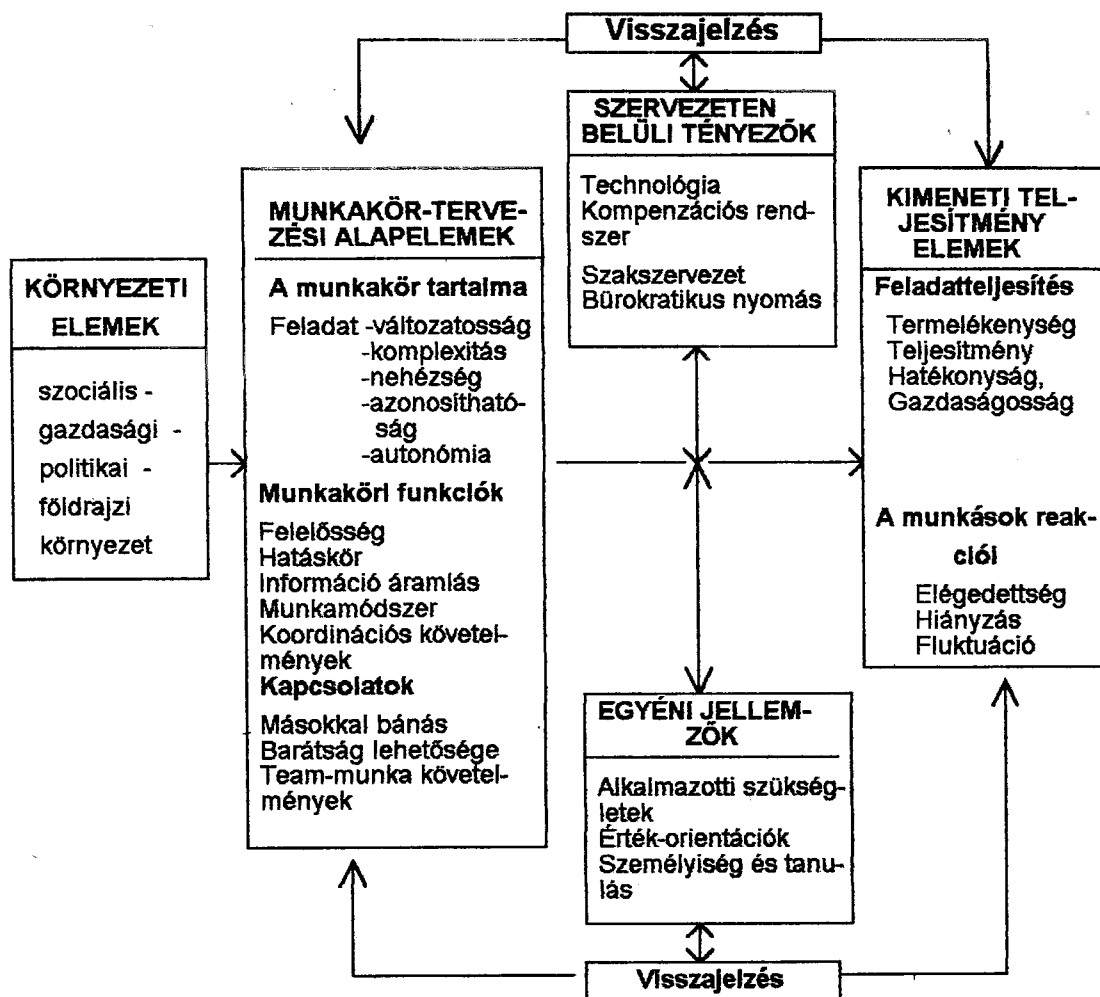 Visszajelzés
KÖRNYEZETI
ELEMEK
szociális -
gazdasági -
politikai -
földrajzi
környezet
MUNKAKÖR-TERVE-
ZÉSI ALAPELEMEK
A munkakör tartalma
Feladat -változatosság
-komplexitás
-nehézség
-azonosítható-
ság
-autonómia
Munkaköri funkciók
Felelősség
Hatáskör
Információ áramlás
Munkamódszer
Koordinációs követel-
mények
Kapcsolatok
Másokkal bánás
Barátság lehetősége
Team-munka követel-
mények
SZERVEZETEN
BELÜLI TÉNYEZŐK
Technológia
Kompenzációs rend-
szer
Szakszervezet
Bürokratikus nyomás
EGYÉNI JELLEM-
ZŐK
Alkalmazotti szükség-
letek
Érték-orientációk
Személyiség és tanu-
lás
KIMENETI TEL-
JESÍTMÉNY
ELEMEK
Feladatteljesítés
Termelékenység
Teljesitmény
Hatékonyság,
Gazdaságosság
A munkások reak-
ciói
Elégedettség
Hiányzás
Fluktuáció
Visszajelzés